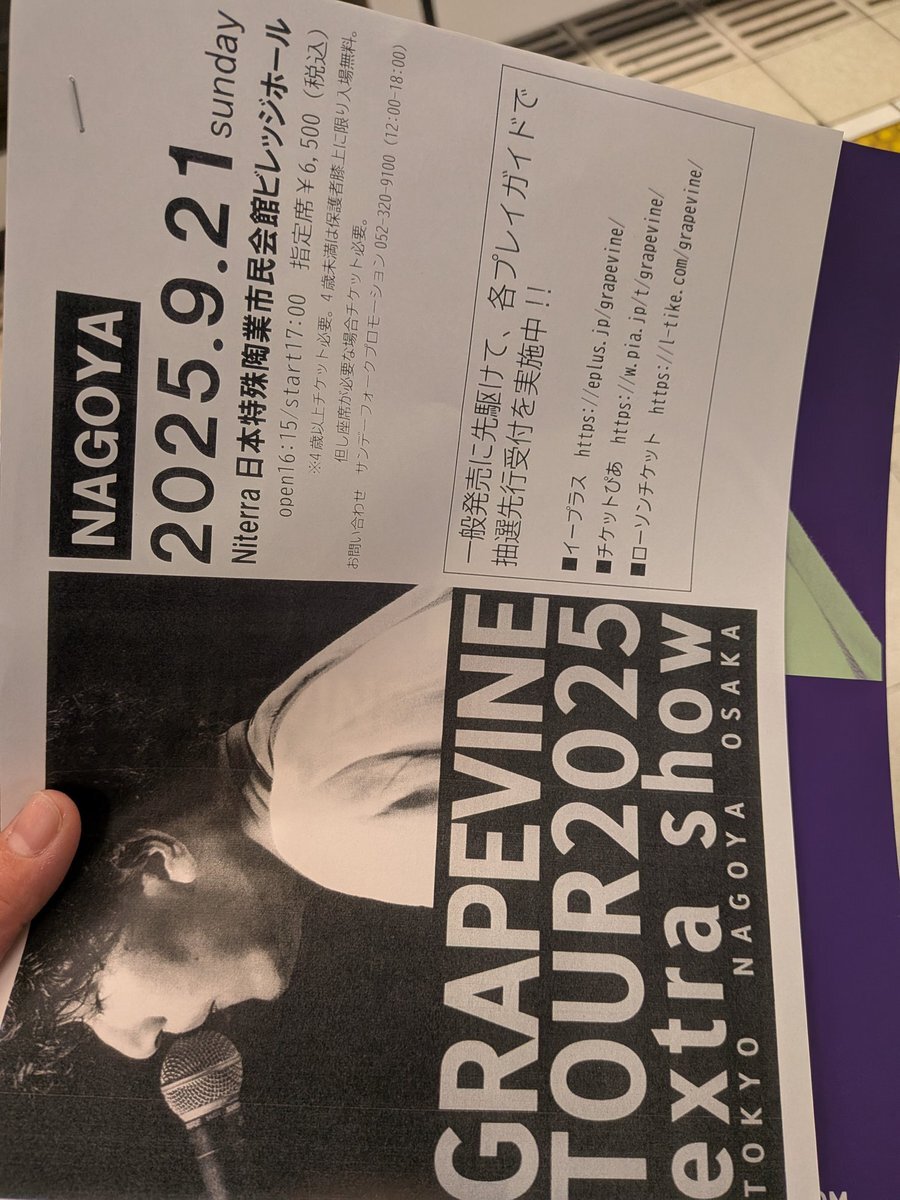 NAGOYA
2025.9.21 sunday
Niterra 日本特殊陶業市民会館ビレッジホール
open16:15/start17:00 指定席￥6,500（税込）
※4歳以上チケット必要。4歳未満は保護者膝上に限り入場無料。
但し座席が必要な場合チケット必要。
お問い合わせ サンデーフォークプロモーション 052-320-9100（12:00-18:00）
一般発売に先駆けて、各プレイガイドで
抽選先行受付を実施中!!
■イープラス https://eplus.jp/grapevine/
■チケットぴあ https://w.pia.jp/t/grapevine/
■ローソンチケット https://l-tike.com/grapevine/
GRAPEVINE
TOUR2025
extra show
TOKYO NAGOYA OSAKA